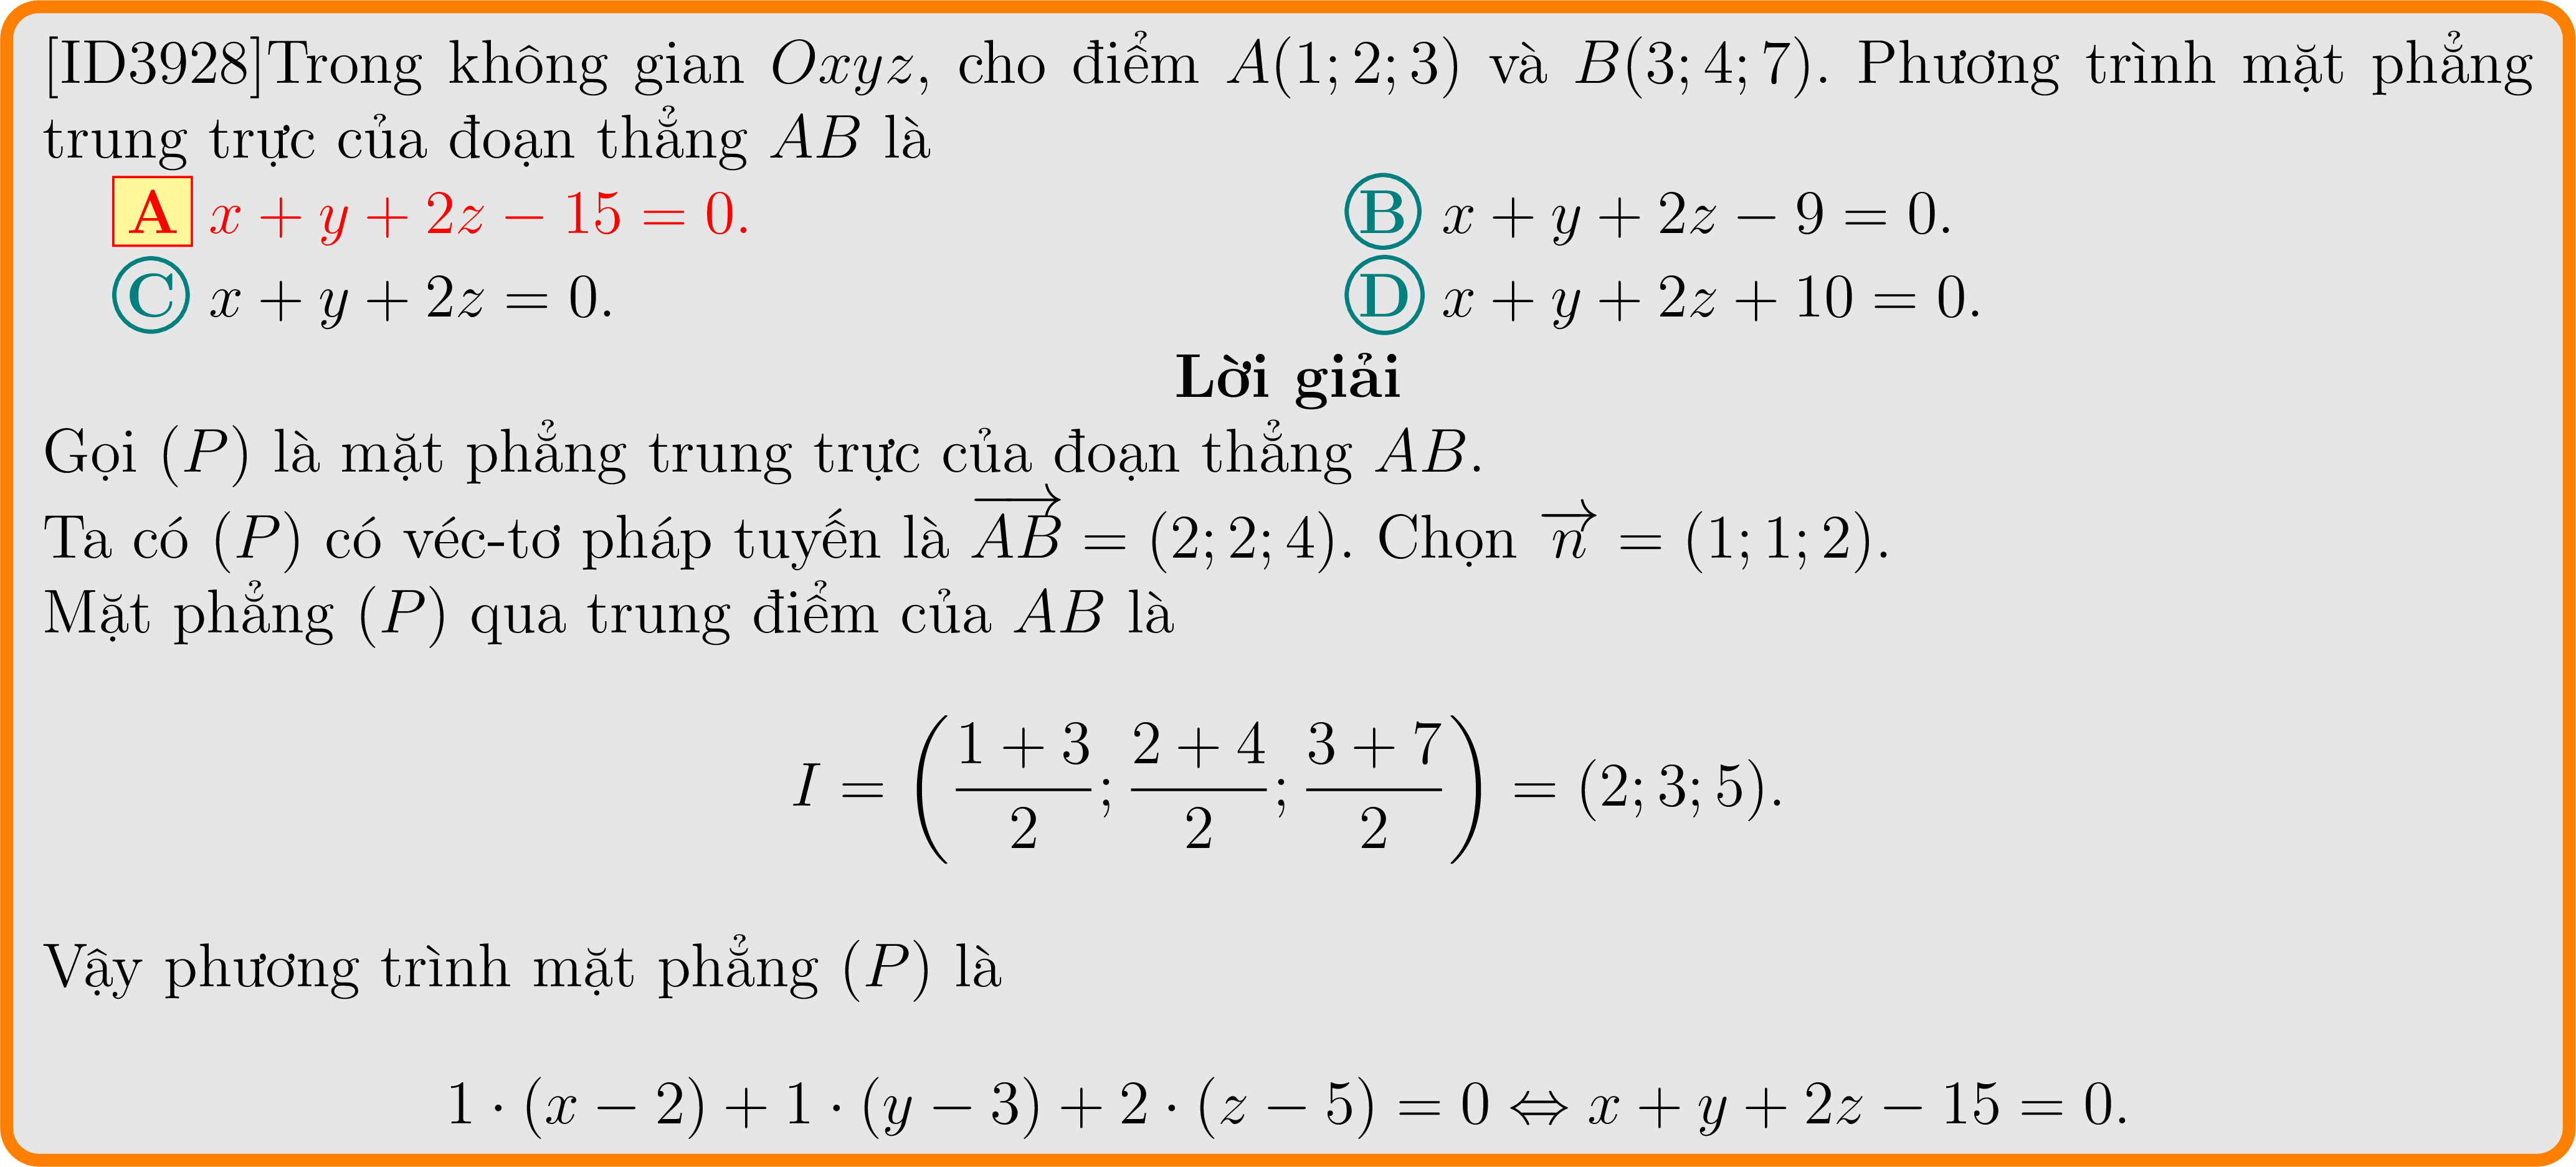 [ID3928]Trong không gian Oxyz, cho điểm A(1; 2; 3) và B(3; 4; 7). Phương trình mặt phẳng
trung trực của đoạn thẳng AB là
A x + y + 2z − 15 = 0. B x + y + 2z − 9 = 0.
C x + y + 2z = 0. D x + y + 2z + 10 = 0.
Lời giải
Gọi (P) là mặt phẳng trung trực của đoạn thẳng AB.
Ta có (P) có véc-tơ pháp tuyến là $\overrightarrow{AB}$ = (2; 2; 4). Chọn $\overrightarrow{n}$ = (1; 1; 2).
Mặt phẳng (P) qua trung điểm của AB là
$I = \left(\frac{1+3}{2}; \frac{2+4}{2}; \frac{3+7}{2}\right) = (2; 3; 5).$
Vậy phương trình mặt phẳng (P) là
1 · (x − 2) + 1 · (y − 3) + 2 · (z − 5) = 0 ⇔ x + y + 2z − 15 = 0.